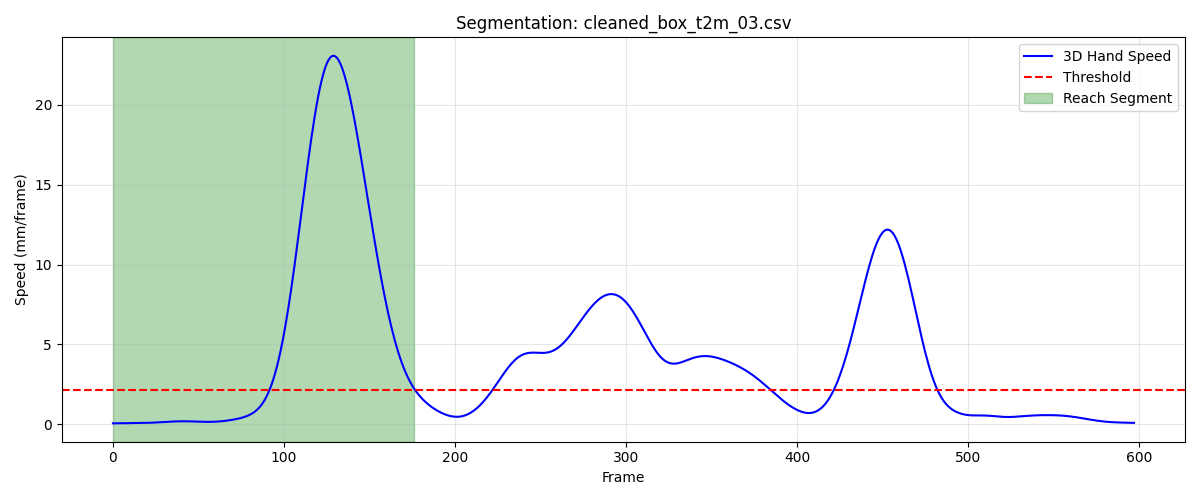 Segmentation: cleaned_box_t2m_03.csv
3D Hand Speed
Threshold
Reach Segment
Speed (mm/frame)
20
15
10
5
0
0 100 200 300 400 500 600
Frame